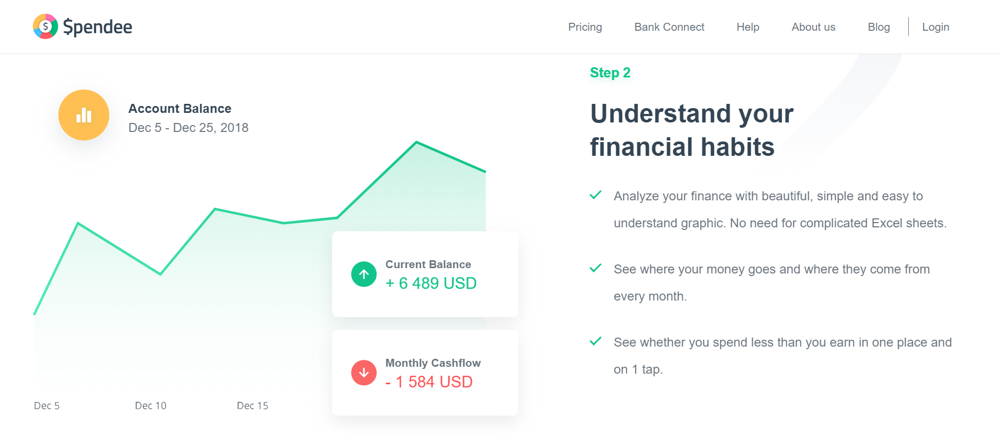 $pendee
Pricing
Bank Connect
Help
About us
Blog
Login
Account Balance
Dec 5 - Dec 25, 2018
Current Balance
+ 6 489 USD
Monthly Cashflow
- 1 584 USD
Dec 5
Dec 10
Dec 15
Step 2
Understand your
financial habits
Analyze your finance with beautiful, simple and easy to
understand graphic. No need for complicated Excel sheets.
See where your money goes and where they come from
every month.
See whether you spend less than you earn in one place and
on 1 tap.